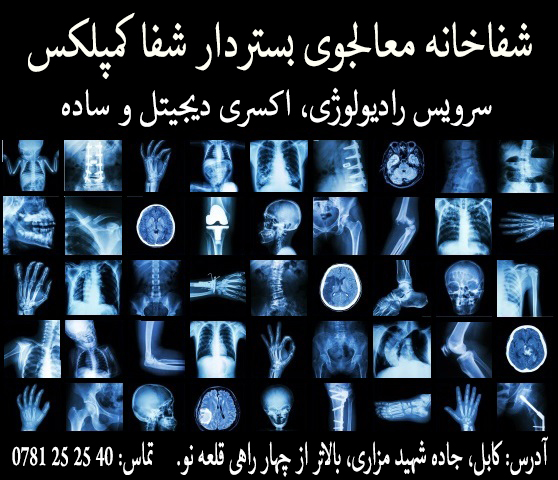 شفاخانه معالجوی بستردار شفا کمپلکس
سرویس رادیولوژی، اکسری دیجیتل و ساده
آدرس: کابل، جاده شهید مزاری، بالاتر از چهار راهی قلعه نو. تماس: 40 25 25 0781